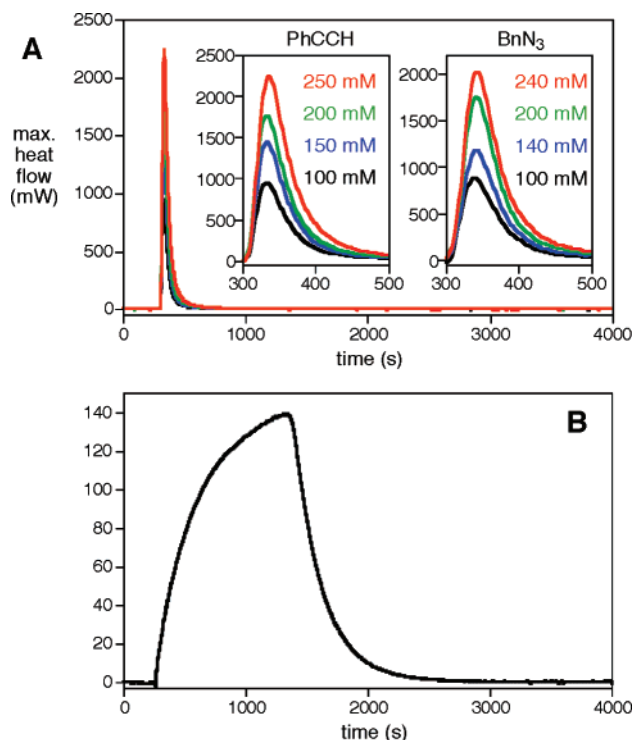 A
PhCCH
BnN3
max.
heat
flow
(mW)
2500
2000
1500
1000
500
0
2500
2000
1500
1000
500
0
250 mM
200 mM
150 mM
100 mM
300 400 500
2000
1500
1000
500
0
240 mM
200 mM
140 mM
100 mM
300 400 500
0 1000 2000 3000 4000
time (s)
B
140
120
100
80
60
40
20
0
0 1000 2000 3000 4000
time (s)